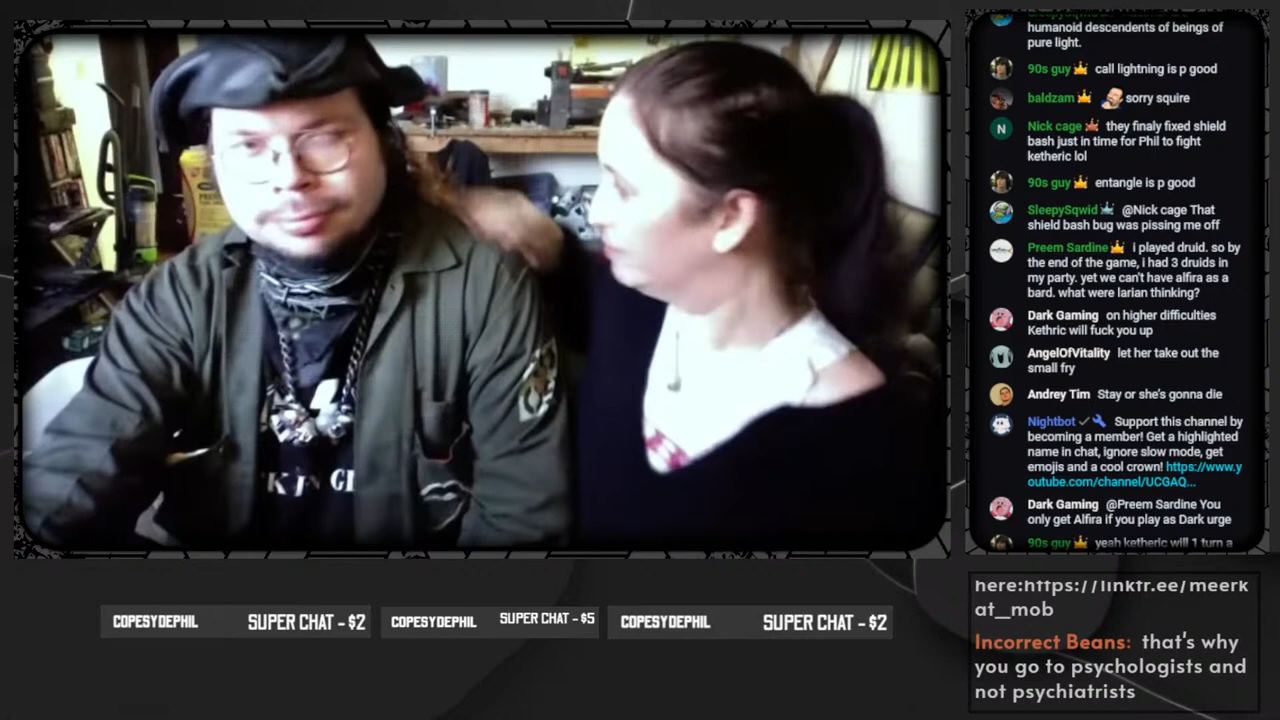 humanoid descendents of beings of
pure light.
90s guy call lightning is p good
baldzam sorry squire
N
Nick cage they finaly fixed shield
bash just in time for Phil to fight
ketheric lol
90s guy entangle is p good
SleepySqwid @Nick cage That
shield bash bug was pissing me off
Preem Sardine i played druid. so by
the end of the game, i had 3 druids in
my party. yet we can't have alfira as a
bard. what were larian thinking?
Dark Gaming on higher difficulties
Kethric will fuck you up
AngelOfVitality let her take out the
small fry
Andrey Tim Stay or she's gonna die
Nightbot Support this channel by
becoming a member! Get a highlighted
name in chat, ignore slow mode, get
emojis and a cool crown! https://www.y
outube.com/channel/UCGAQ...
Dark Gaming @Preem Sardine You
only get Alfira if you play as Dark urge
90s guy yeah ketheric will 1 turn a
here:https://linktr.ee/meerk
at_mob
Incorrect Beans: that's why
you go to psychologists and
not psychiatrists
COPESYDEPHIL SUPER CHAT - $2
COPESYDEPHIL SUPER CHAT - $5
COPESYDEPHIL SUPER CHAT - $2